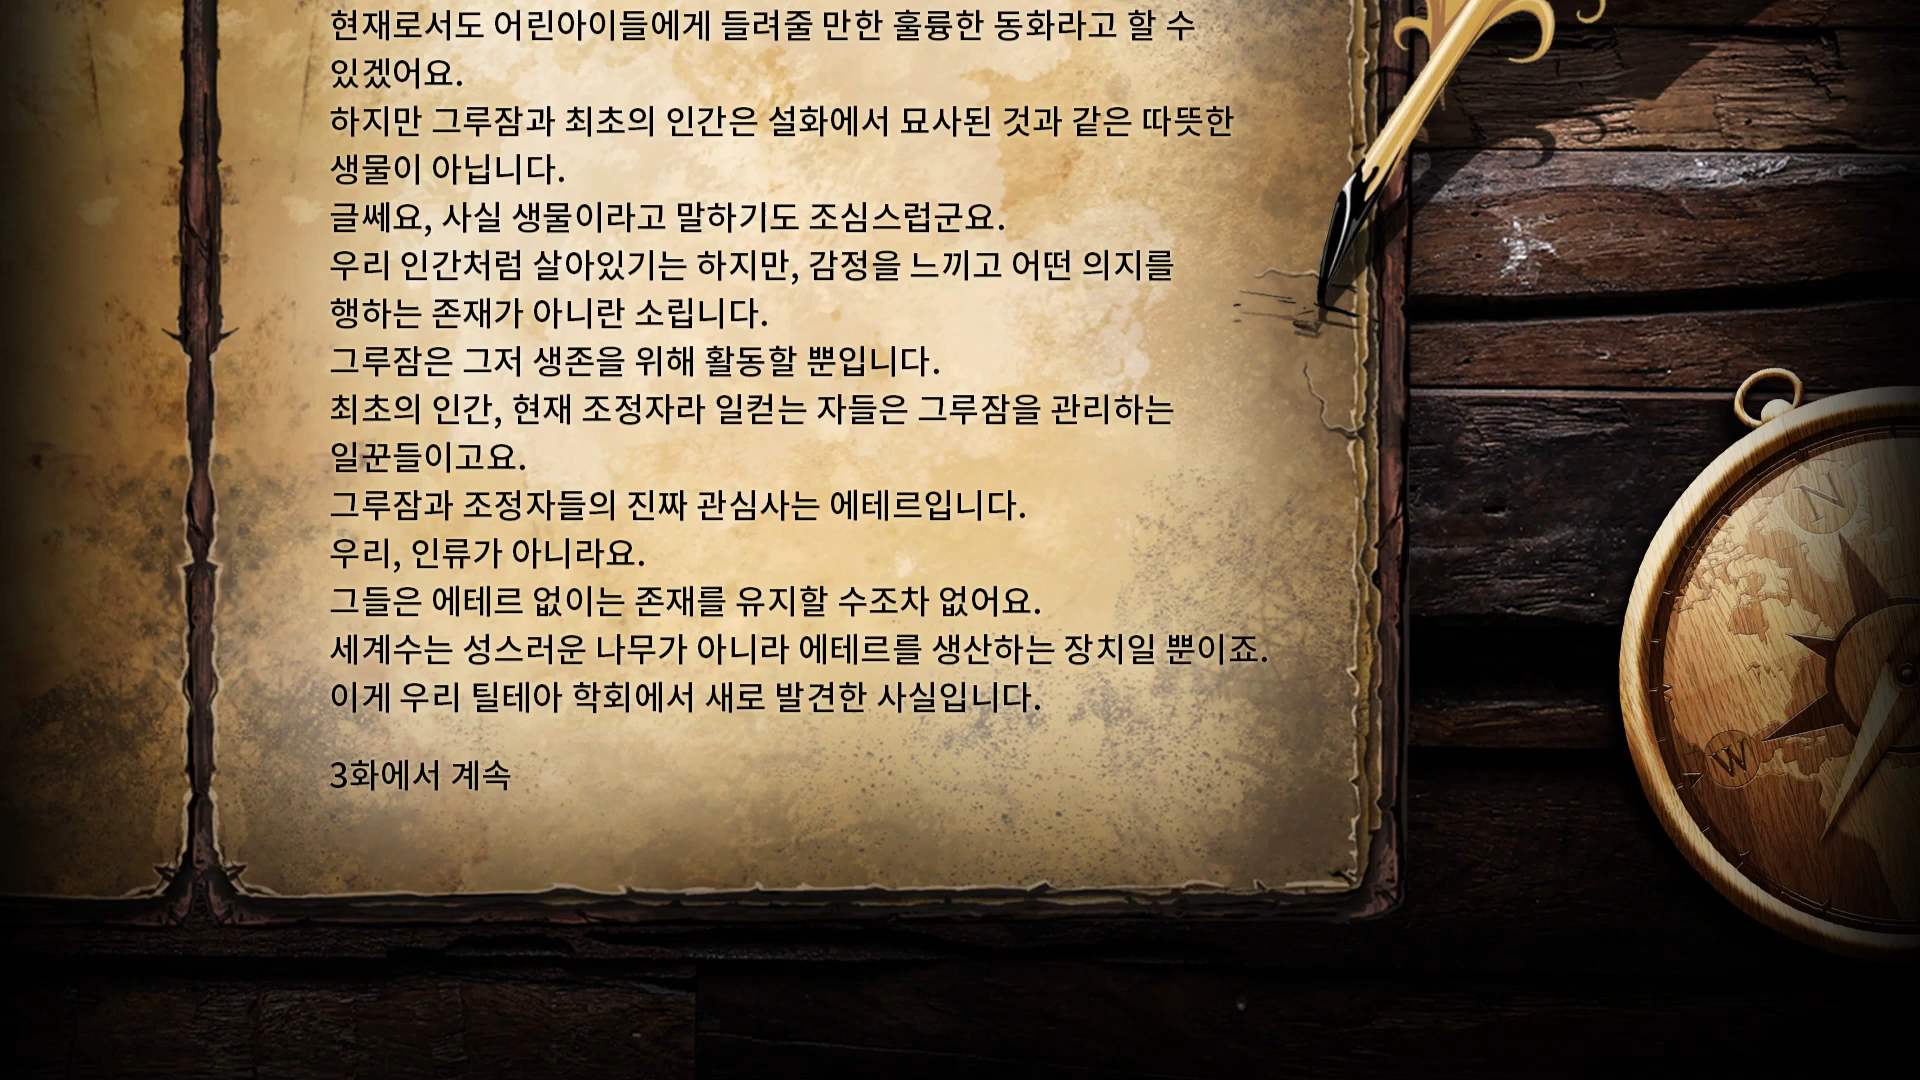 현재로서도 어린아이들에게 들려줄 만한 훌륭한 동화라고 할 수
있겠어요.
하지만 그루잠과 최초의 인간은 설화에서 묘사된 것과 같은 따뜻한
생물이 아닙니다.
글쎄요, 사실 생물이라고 말하기도 조심스럽군요.
우리 인간처럼 살아있기는 하지만, 감정을 느끼고 어떤 의지를
행하는 존재가 아니란 소립니다.
그루잠은 그저 생존을 위해 활동할 뿐입니다.
최초의 인간, 현재 조정자라 일컫는 자들은 그루잠을 관리하는
일꾼들이고요.
그루잠과 조정자들의 진짜 관심사는 에테르입니다.
우리, 인류가 아니라요.
그들은 에테르 없이는 존재를 유지할 수조차 없어요.
세계수는 성스러운 나무가 아니라 에테르를 생산하는 장치일 뿐이죠.
이게 우리 틸테아 학회에서 새로 발견한 사실입니다.
3화에서 계속
N
W